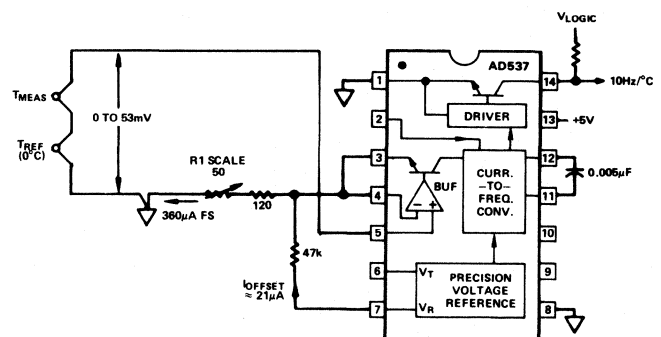 VLOGIC
AD537
1
14
10Hz/°C
TMEAS
0 TO 53mV
DRIVER
2
13
+5V
TREF
(0°C)
R1 SCALE
50
3
12
0.005µF
BUF
CURR.
–TO–
FREQ.
CONV.
4
11
360µA FS
120
– +
5
10
47k
6
VT
PRECISION
VOLTAGE
REFERENCE
9
IOFFSET
≈ 21µA
7
VR
8